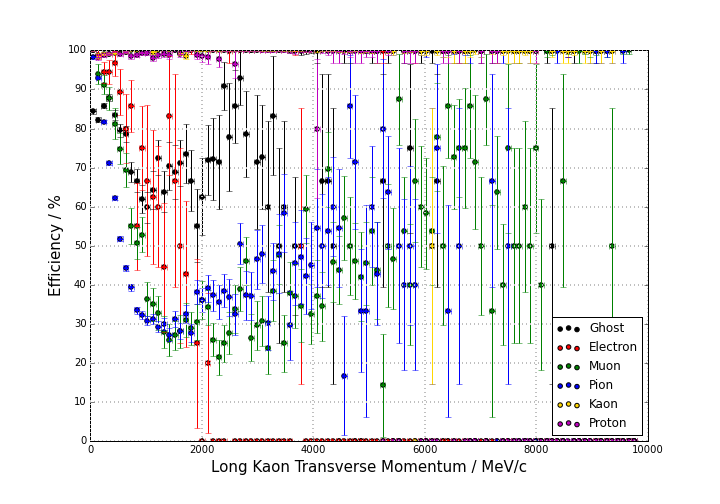 100
90
80
70
60
50
40
30
20
10
0
Efficiency / %
0 2000 4000 6000 8000 10000
Long Kaon Transverse Momentum / MeV/c
Ghost
Electron
Muon
Pion
Kaon
Proton